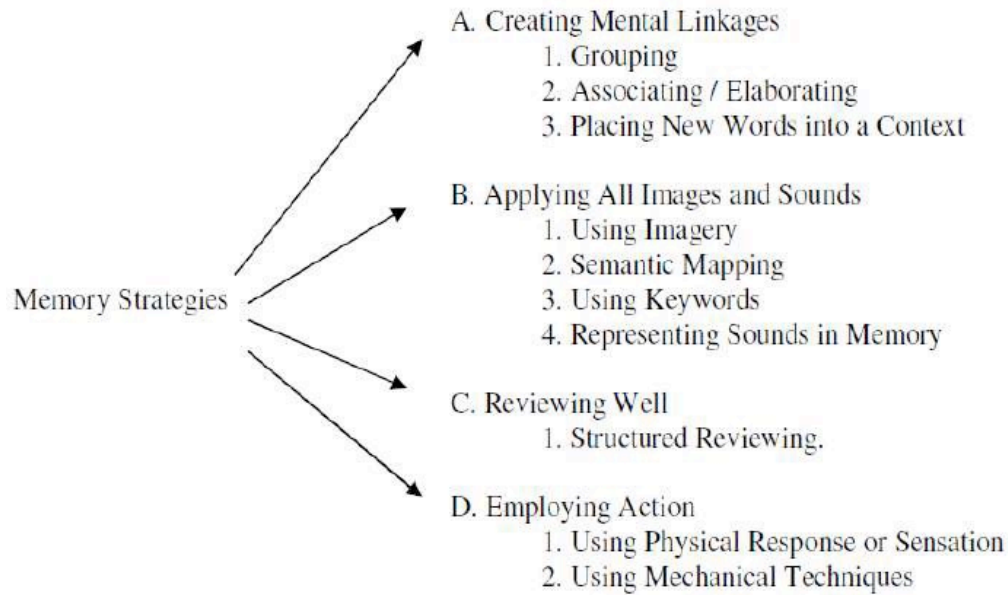 A. Creating Mental Linkages
1. Grouping
2. Associating / Elaborating
3. Placing New Words into a Context
B. Applying All Images and Sounds
1. Using Imagery
2. Semantic Mapping
3. Using Keywords
4. Representing Sounds in Memory
Memory Strategies
C. Reviewing Well
1. Structured Reviewing.
D. Employing Action
1. Using Physical Response or Sensation
2. Using Mechanical Techniques